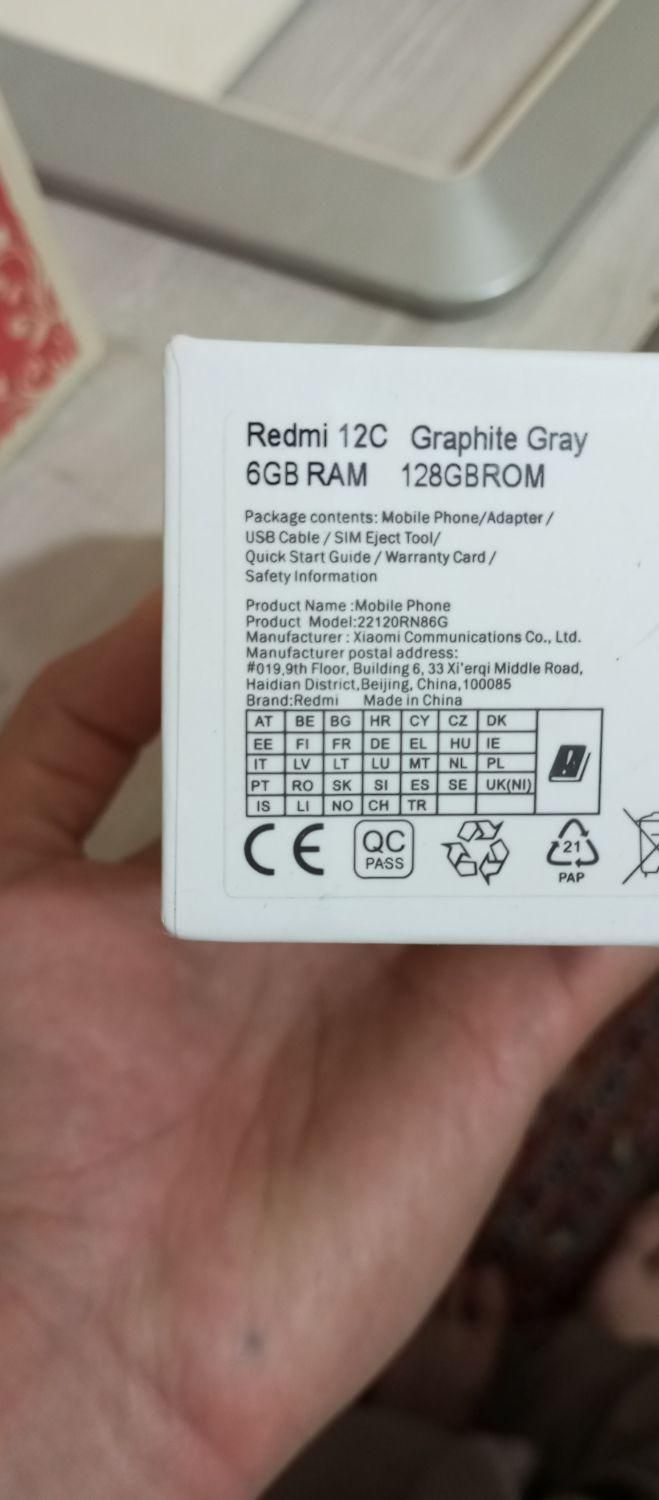 Redmi 12C Graphite Gray
6GB RAM 128GBROM
Package contents: Mobile Phone/Adapter /
USB Cable / SIM Eject Tool/
Quick Start Guide / Warranty Card /
Safety Information
Product Name :Mobile Phone
Product Model:22120RN86G
Manufacturer : Xiaomi Communications Co., Ltd.
Manufacturer postal address:
#019,9th Floor, Building 6, 33 Xi'erqi Middle Road,
Haidian District,Beijing, China,100085
Brand:Redmi Made in China
AT BE BG HR CY CZ DK
EE FI FR DE EL HU IE
IT LV LT LU MT NL PL
PT RO SK SI ES SE UK(NI)
IS LI NO CH TR
CE QC
PASS
21
PAP